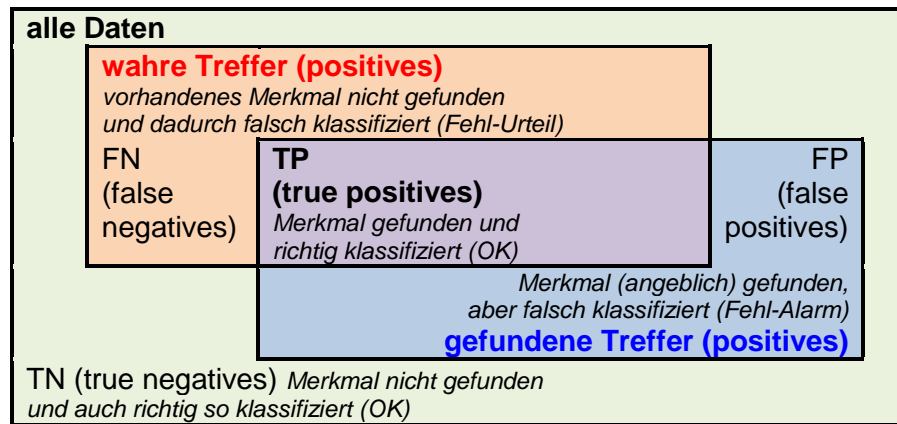 alle Daten
wahre Treffer (positives)
vorhandenes Merkmal nicht gefunden
und dadurch falsch klassifiziert (Fehl-Urteil)
FN
(false
negatives)
TP
(true positives)
Merkmal gefunden und
richtig klassifiziert (OK)
FP
(false
positives)
Merkmal (angeblich) gefunden,
aber falsch klassifiziert (Fehl-Alarm)
gefundene Treffer (positives)
TN (true negatives) Merkmal nicht gefunden
und auch richtig so klassifiziert (OK)